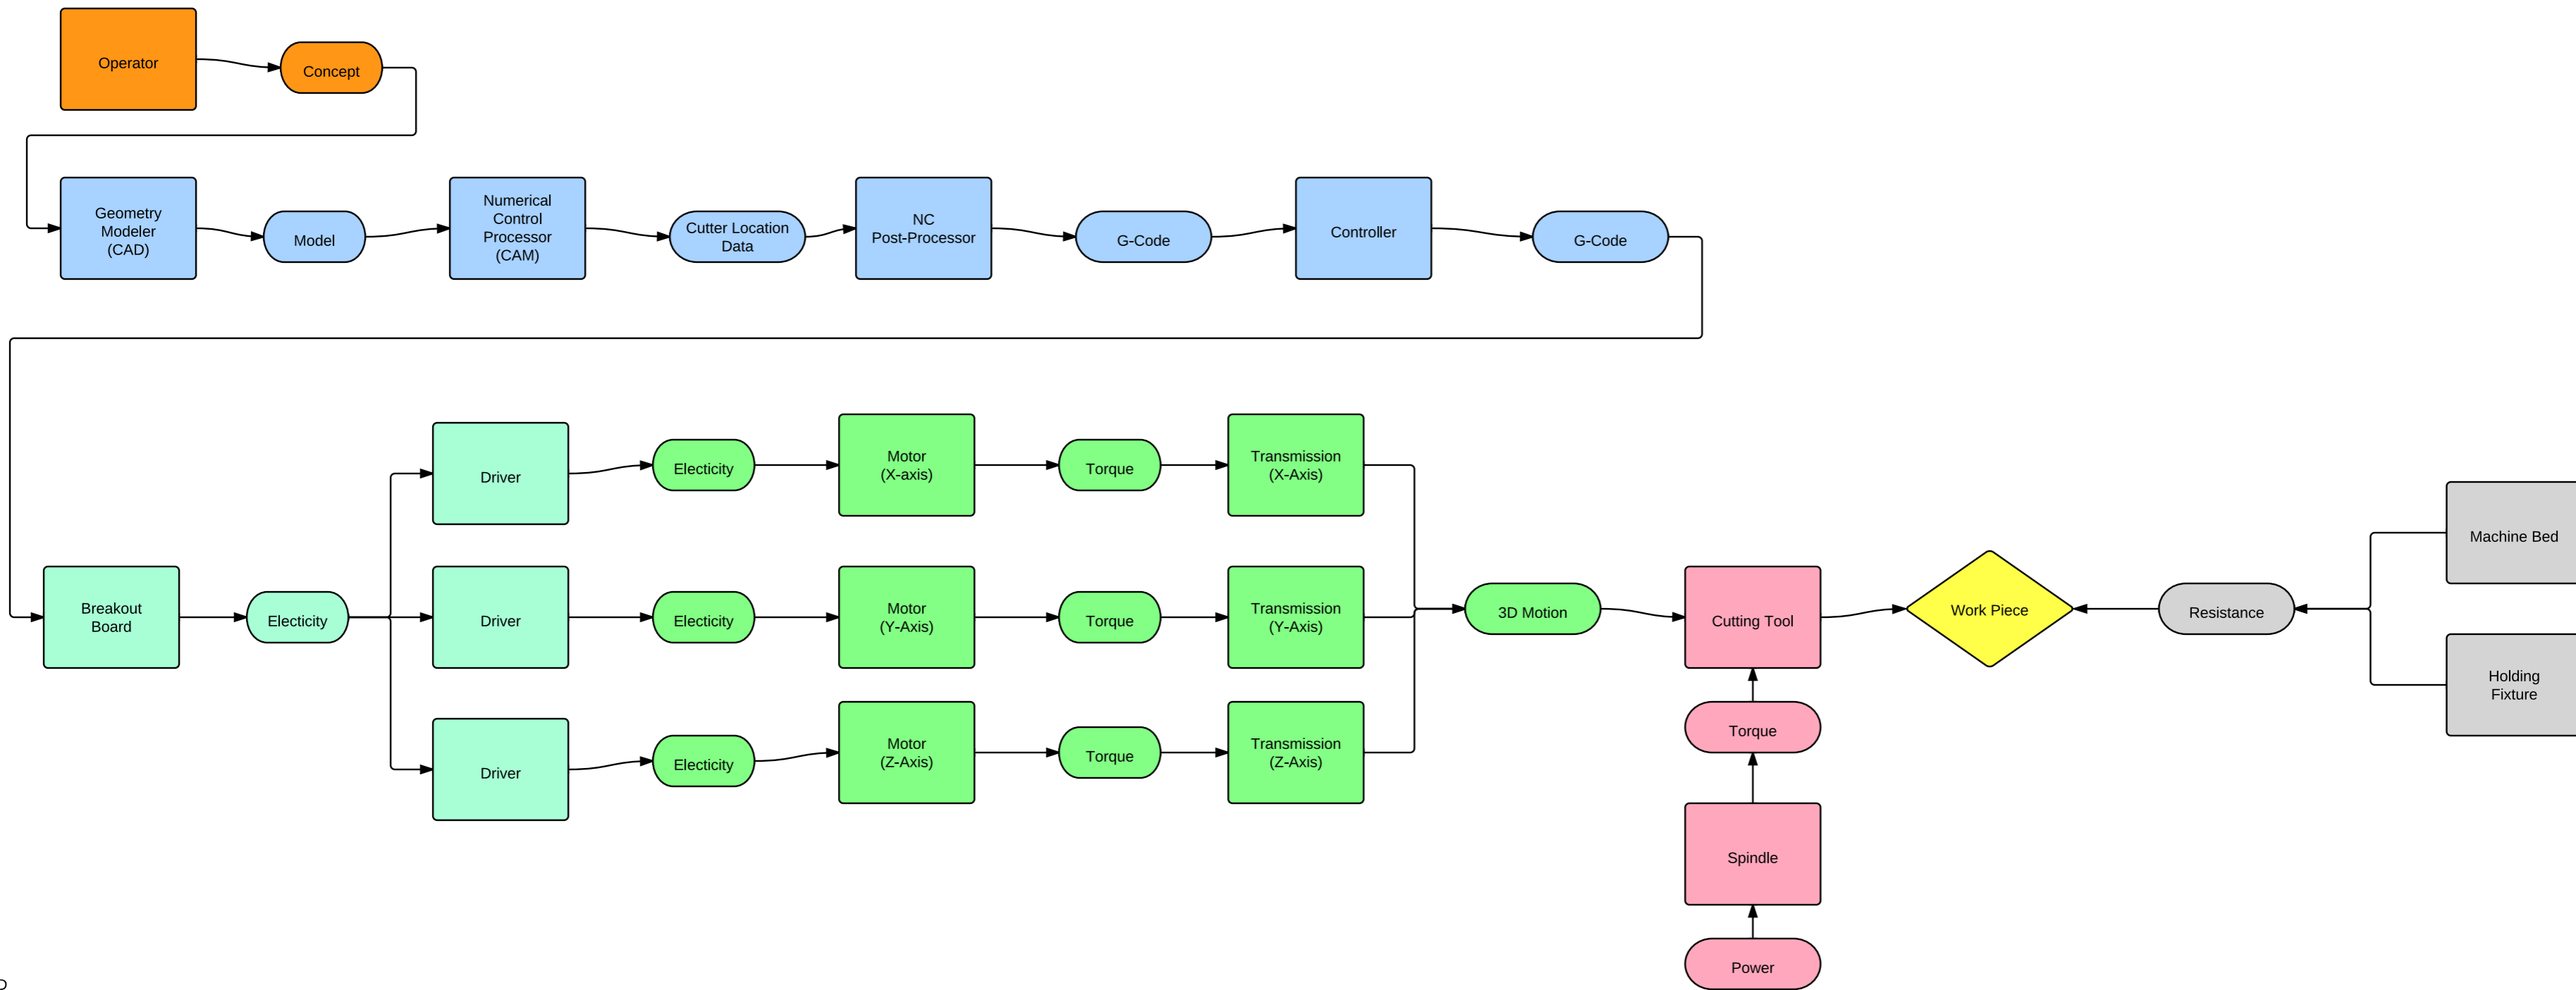 Operator
Concept
Geometry
Modeler
(CAD)
Model
Numerical
Control
Processor
(CAM)
Cutter Location
Data
NC
Post-Processor
G-Code
Controller
G-Code
Breakout
Board
Electicity
Driver
Electicity
Motor
(X-axis)
Torque
Transmission
(X-Axis)
Driver
Electicity
Motor
(Y-Axis)
Torque
Transmission
(Y-Axis)
Driver
Electicity
Motor
(Z-Axis)
Torque
Transmission
(Z-Axis)
3D Motion
Cutting Tool
Torque
Spindle
Power
Work Piece
Resistance
Machine Bed
Holding
Fixture